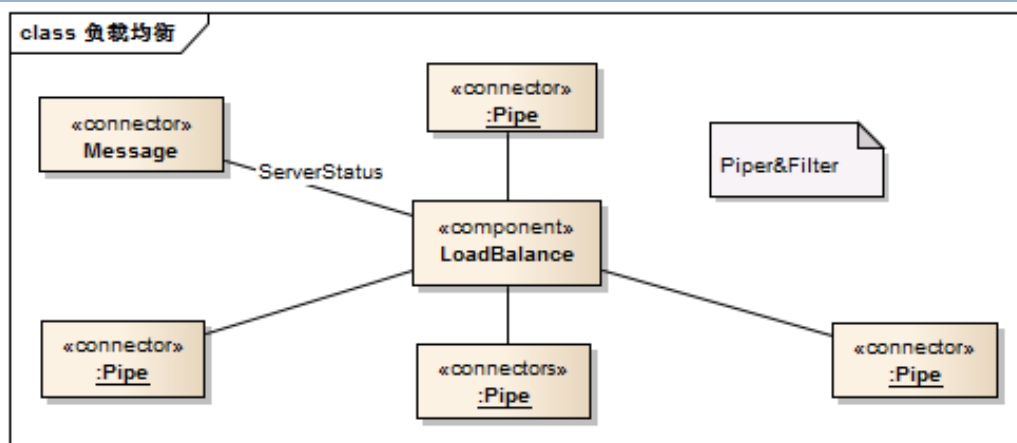 class 负载均衡
«connector»
:Pipe
«connector»
Message
Piper&Filter
ServerStatus
«component»
LoadBalance
«connector»
:Pipe
«connectors»
:Pipe
«connector»
:Pipe